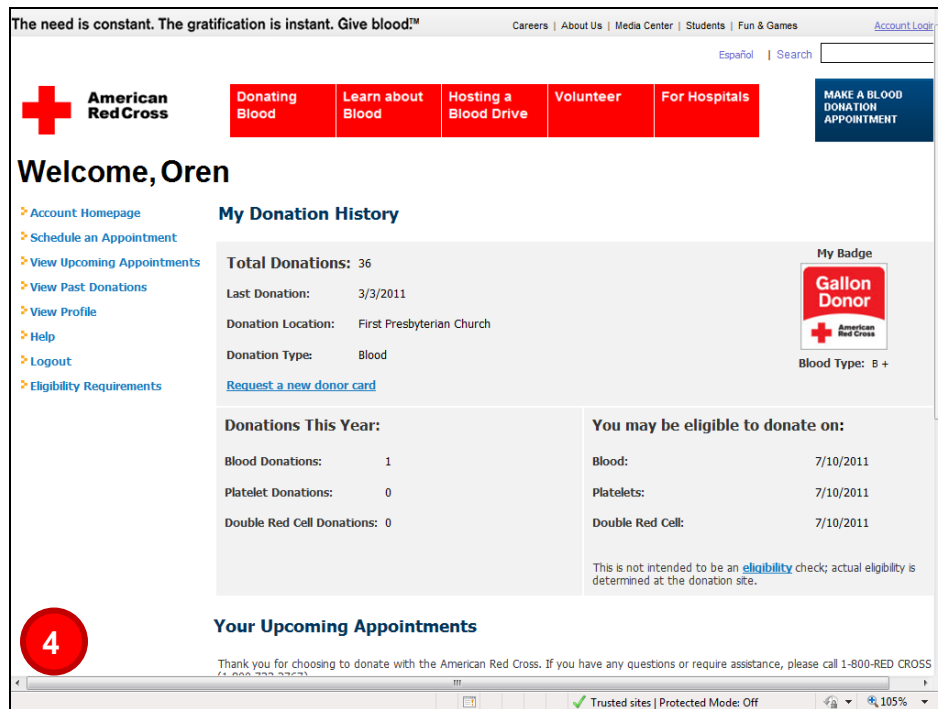 The need is constant. The gratification is instant. Give blood.™
Careers | About Us | Media Center | Students | Fun & Games
Account Login
Español | Search
American
Red Cross
Donating
Blood
Learn about
Blood
Hosting a
Blood Drive
Volunteer
For Hospitals
MAKE A BLOOD
DONATION
APPOINTMENT
Welcome, Oren
Account Homepage
Schedule an Appointment
View Upcoming Appointments
View Past Donations
View Profile
Help
Logout
Eligibility Requirements
My Donation History
Total Donations: 36
Last Donation: 3/3/2011
Donation Location: First Presbyterian Church
Donation Type: Blood
Request a new donor card
My Badge
Gallon
Donor
American
Red Cross
Blood Type: B +
Donations This Year:
Blood Donations: 1
Platelet Donations: 0
Double Red Cell Donations: 0
You may be eligible to donate on:
Blood: 7/10/2011
Platelets: 7/10/2011
Double Red Cell: 7/10/2011
This is not intended to be an eligibility check; actual eligibility is
determined at the donation site.
4
Your Upcoming Appointments
Thank you for choosing to donate with the American Red Cross. If you have any questions or require assistance, please call 1-800-RED CROSS
(1-800-733-2767)
Trusted sites | Protected Mode: Off
105%